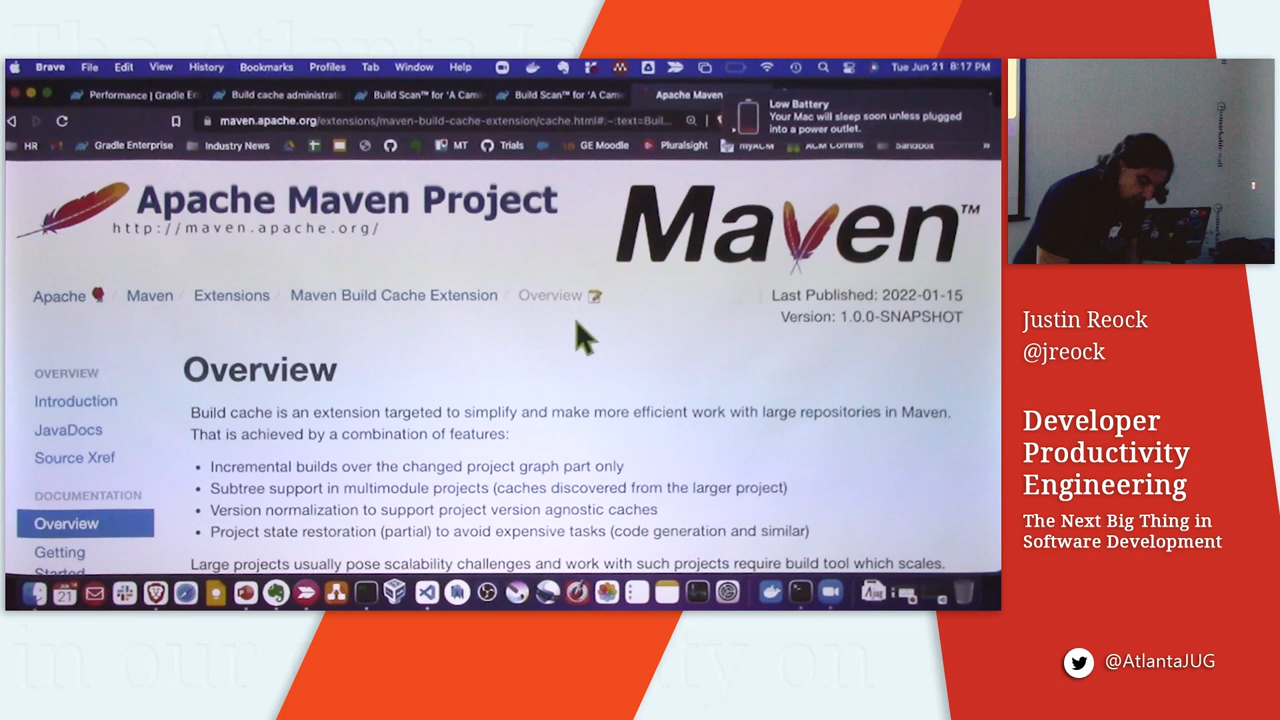 Brave File Edit View History Bookmarks Profiles Tab Window Help Tue Jun 21 8:17 PM
Performance | Gradle En
Build cache administrat
Build Scan™ for 'A Cam
Build Scan™ for 'A Cam
Apache Maven
Low Battery
Your Mac will sleep soon unless plugged
into a power outlet.
maven.apache.org/extensions/maven-build-cache-extension/cache.html#:~:text=Buil...
HR Gradle Enterprise Industry News MT Trials GE Moodle Pluralsight myACM ACM Comms Sandbox »
Apache Maven Project
http://maven.apache.org/
Maven™
Apache Maven Extensions Maven Build Cache Extension Overview
Last Published: 2022-01-15
Version: 1.0.0-SNAPSHOT
OVERVIEW
Introduction
JavaDocs
Source Xref
DOCUMENTATION
Overview
Getting
Started
Overview
Build cache is an extension targeted to simplify and make more efficient work with large repositories in Maven.
That is achieved by a combination of features:
• Incremental builds over the changed project graph part only
• Subtree support in multimodule projects (caches discovered from the larger project)
• Version normalization to support project version agnostic caches
• Project state restoration (partial) to avoid expensive tasks (code generation and similar)
Large projects usually pose scalability challenges and work with such projects require build tool which scales.
21
Justin Reock
@jreock
Developer
Productivity
Engineering
The Next Big Thing in
Software Development
@AtlantaJUG